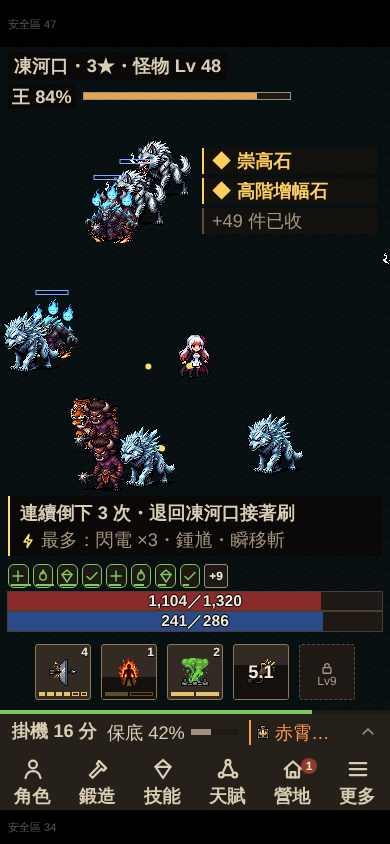 安全區 47
凍河口・3★・怪物 Lv 48
王 84%
崇高石
高階增幅石
+49 件已收
連續倒下 3 次・退回凍河口接著刷
最多：閃電 ×3・鍾馗・瞬移斬
+9
1,104／1,320
241／286
4
1
2
5.1
Lv9
掛機 16 分
保底 42%
赤霄…
角色
鍛造
技能
天賦
營地
1
更多
安全區 34